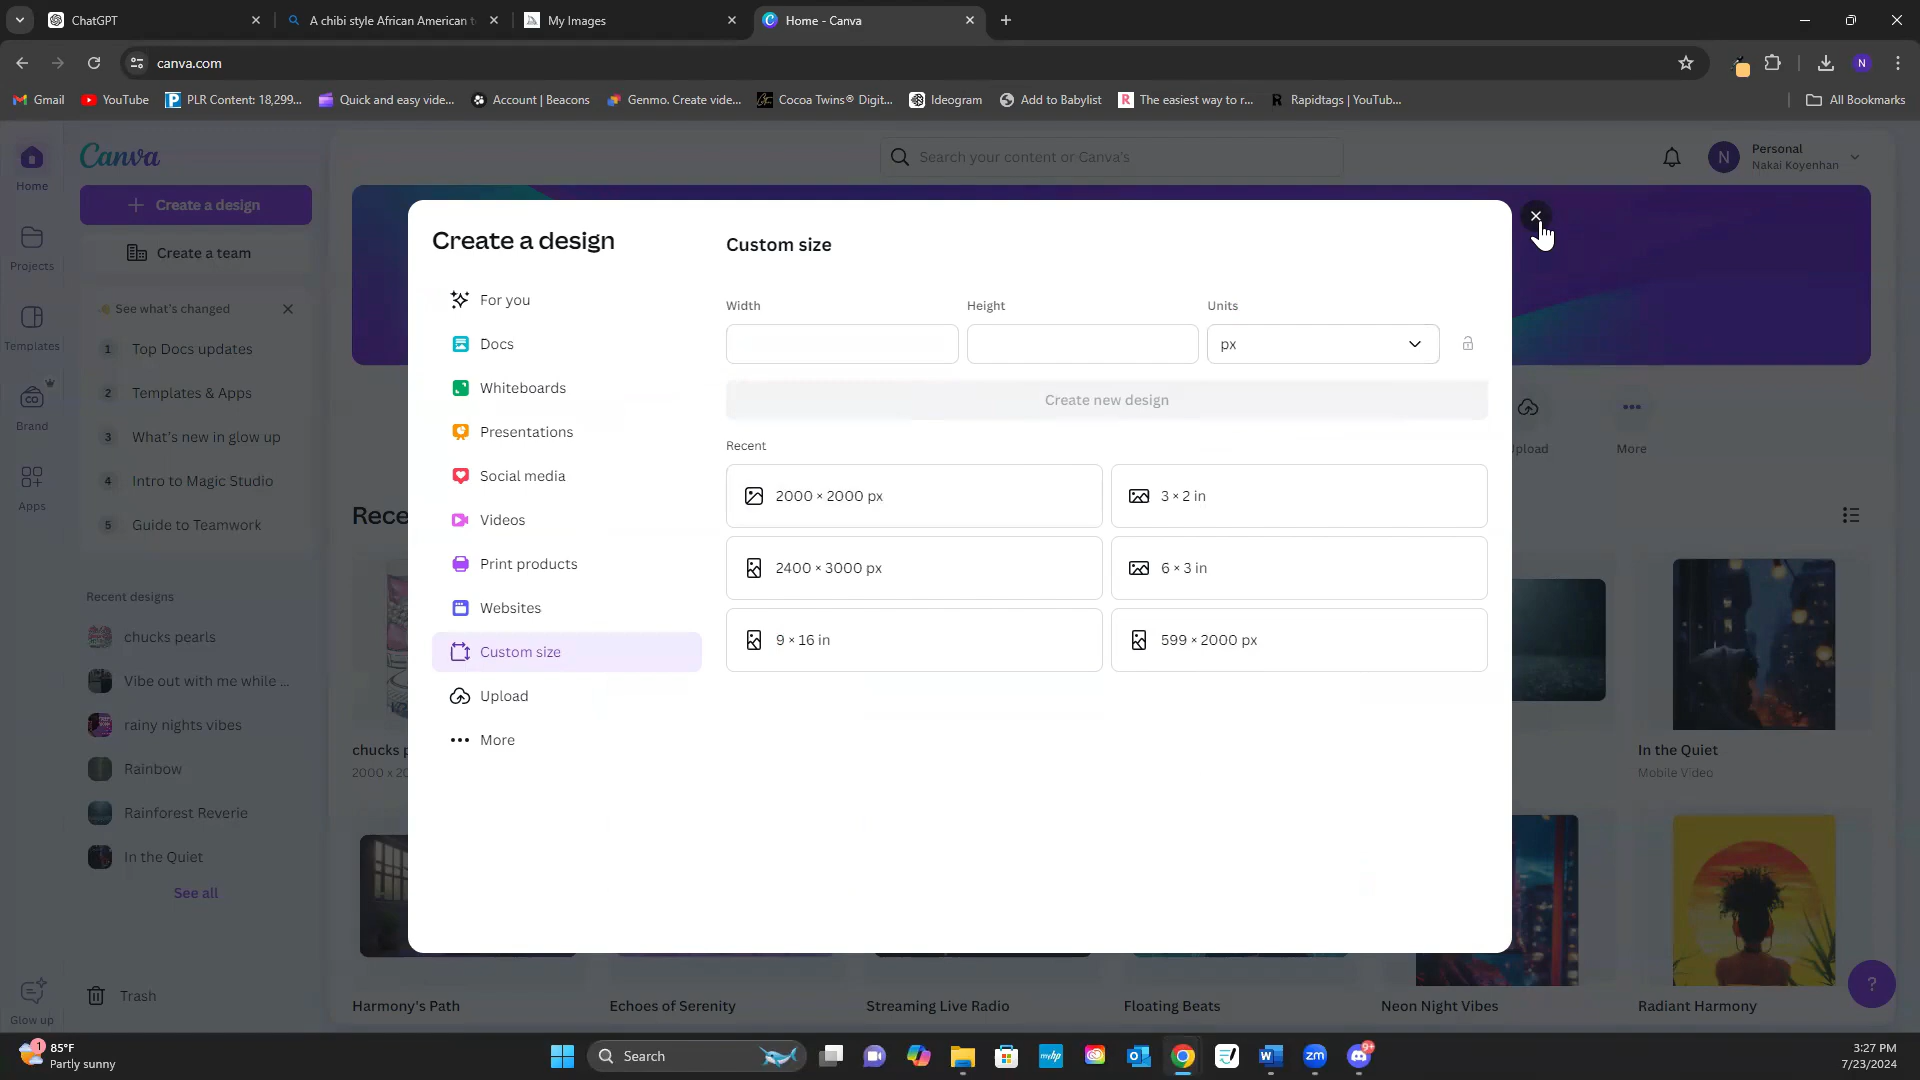 ChatGPT
A chibi style African American
My Images
Home - Canva
canva.com
Gmail
YouTube
PLR Content: 18,299...
Quick and easy vide...
Account | Beacons
Genmo. Create vide...
Cocoa Twins® Digit...
Ideogram
Add to Babylist
The easiest way to r...
Rapidtags | YouTub...
All Bookmarks
Home
Projects
Templates
Brand
Apps
Glow up
Canva
Create a design
Create a team
See what's changed
1 Top Docs updates
2 Templates & Apps
3 What's new in glow up
4 Intro to Magic Studio
5 Guide to Teamwork
Recent designs
chucks pearls
Vibe out with me while ...
rainy nights vibes
Rainbow
Rainforest Reverie
In the Quiet
See all
Trash
Search your content or Canva's
N
Personal
Nakai Koyenhan
Create a design
For you
Docs
Whiteboards
Presentations
Social media
Videos
Print products
Websites
Custom size
Upload
More
Custom size
Width
Height
Units
px
Create new design
Recent
2000 × 2000 px
3 × 2 in
2400 × 3000 px
6 × 3 in
9 × 16 in
599 × 2000 px
pload
More
Rece
chucks p
2000 x 20
In the Quiet
Mobile Video
Harmony's Path
Echoes of Serenity
Streaming Live Radio
Floating Beats
Neon Night Vibes
Radiant Harmony
?
1
85°F
Partly sunny
Search
myhp
zm
9+
3:27 PM
7/23/2024